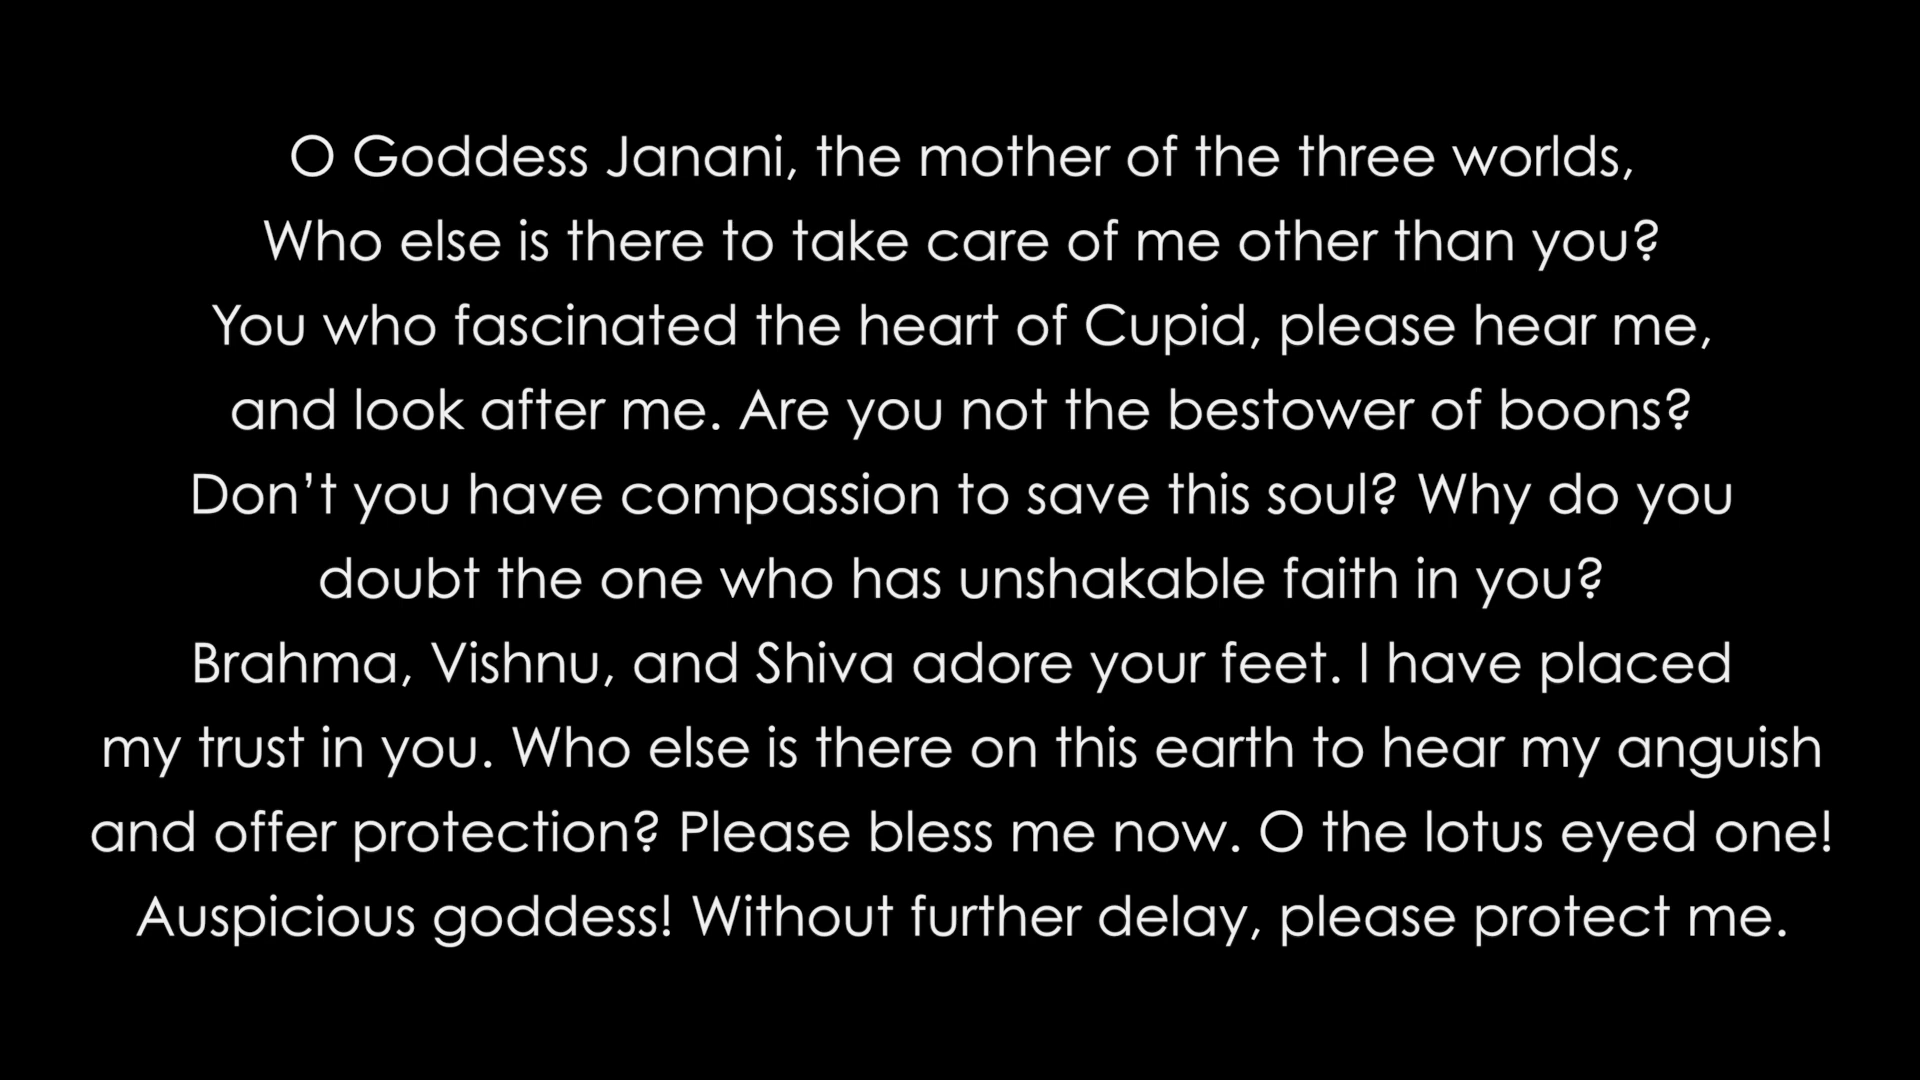 O Goddess Janani, the mother of the three worlds,
Who else is there to take care of me other than you?
You who fascinated the heart of Cupid, please hear me,
and look after me. Are you not the bestower of boons?
Don’t you have compassion to save this soul? Why do you
doubt the one who has unshakable faith in you?
Brahma, Vishnu, and Shiva adore your feet. I have placed
my trust in you. Who else is there on this earth to hear my anguish
and offer protection? Please bless me now. O the lotus eyed one!
Auspicious goddess! Without further delay, please protect me.